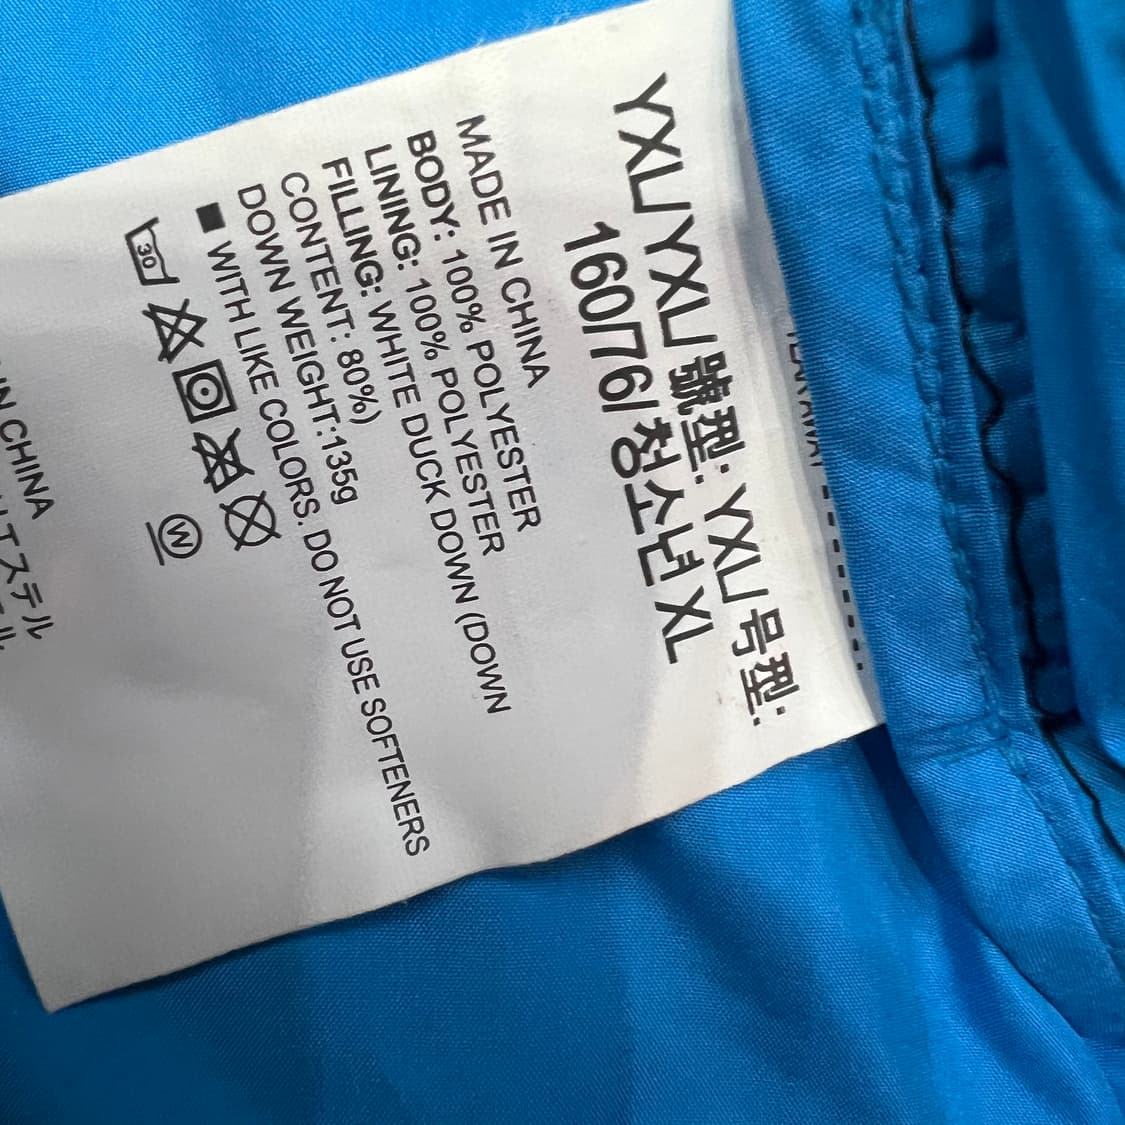 YXL/YXL/號型: YXL/号型:
160/76/청소년 XL
MADE IN CHINA
BODY: 100% POLYESTER
LINING: 100% POLYESTER
FILLING: WHITE DUCK DOWN (DOWN
CONTENT: 80%)
DOWN WEIGHT:135g
■ WITH LIKE COLORS. DO NOT USE SOFTENERS
30
W
IN CHINA
エステル